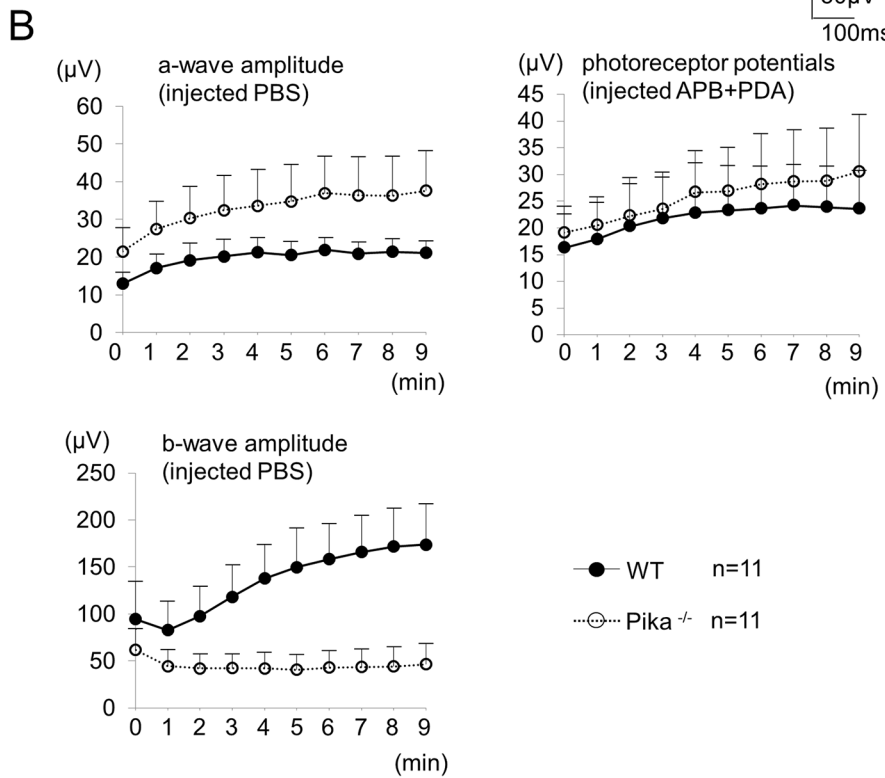 B
100ms
(µV)
a-wave amplitude
(injected PBS)
60
50
40
30
20
10
0
0 1 2 3 4 5 6 7 8 9
(min)
(µV)
photoreceptor potentials
(injected APB+PDA)
45
40
35
30
25
20
15
10
5
0
0 1 2 3 4 5 6 7 8 9
(min)
(µV)
b-wave amplitude
(injected PBS)
250
200
150
100
50
0
0 1 2 3 4 5 6 7 8 9
(min)
WT n=11
Pika -/- n=11